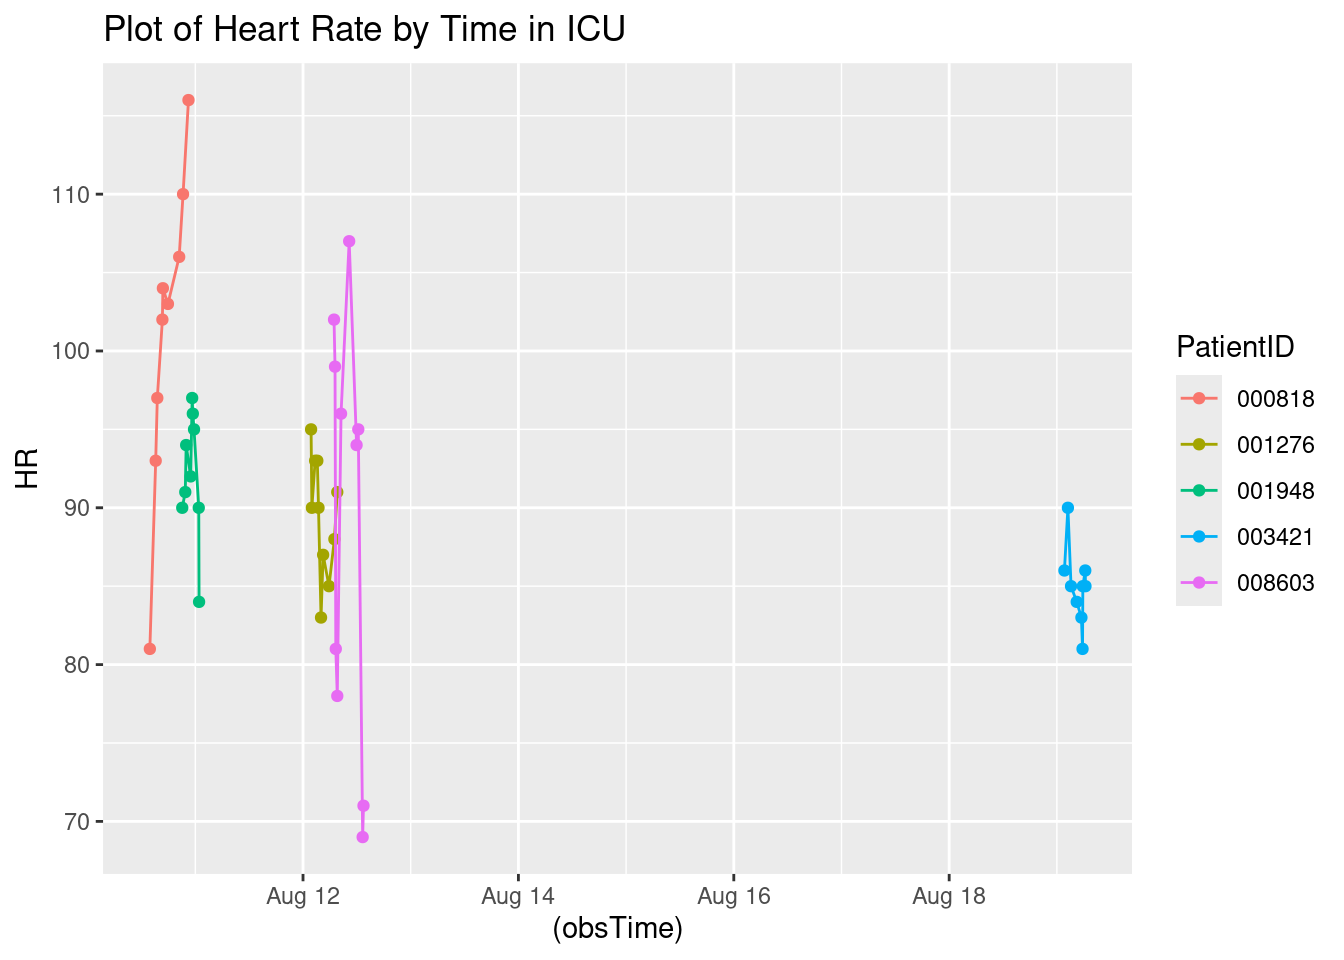 Plot of Heart Rate by Time in ICU
HR
110
100
90
80
70
Aug 12 Aug 14 Aug 16 Aug 18
(obsTime)
PatientID
000818
001276
001948
003421
008603